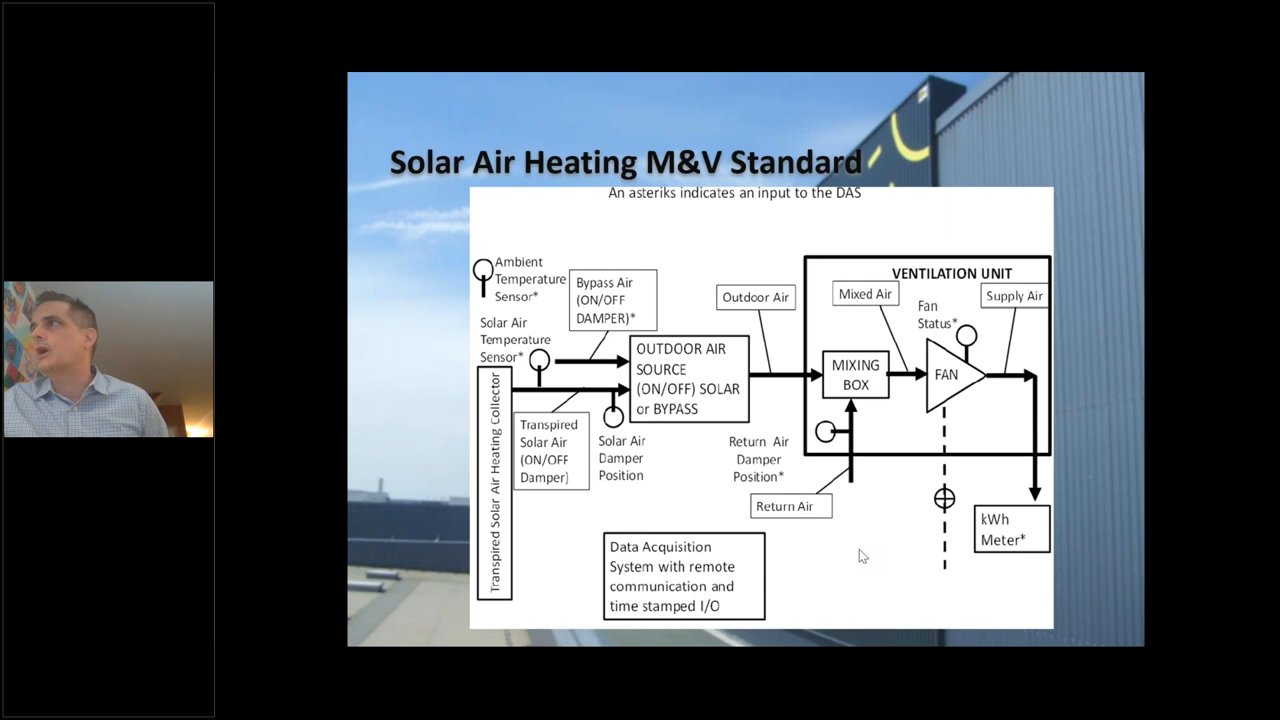 Solar Air Heating M&V Standard
An asteriks indicates an input to the DAS
Ambient
Temperature
Sensor*
Solar Air
Temperature
Sensor*
Bypass Air
(ON/OFF
DAMPER)*
Outdoor Air
VENTILATION UNIT
Mixed Air
Fan
Status*
Supply Air
OUTDOOR AIR
SOURCE
(ON/OFF) SOLAR
or BYPASS
MIXING
BOX
FAN
Transpired Solar Air Heating Collector
Transpired
Solar Air
(ON/OFF
Damper)
Solar Air
Damper
Position
Return Air
Damper
Position*
Return Air
kWh
Meter*
Data Acquisition
System with remote
communication and
time stamped I/O